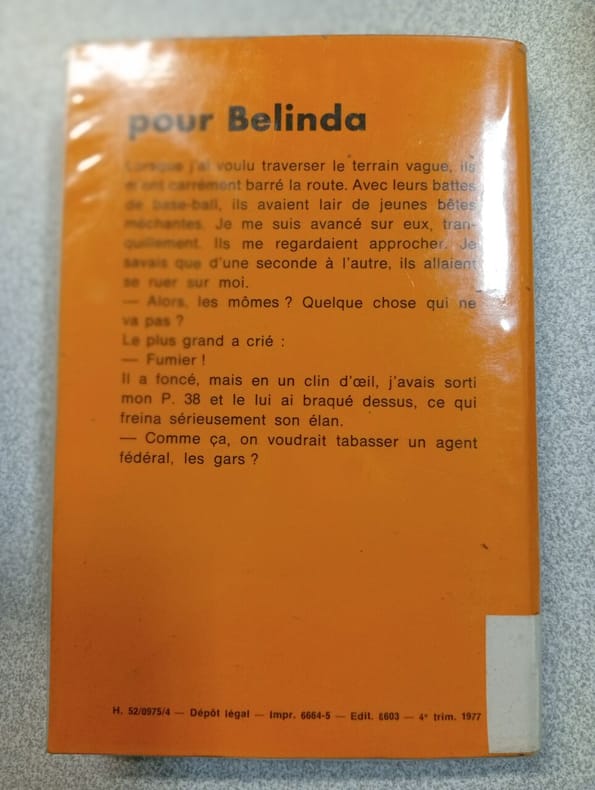 pour Belinda
Lorsque j'ai voulu traverser le terrain vague, ils
m'ont carrément barré la route. Avec leurs battes
de base-ball, ils avaient lair de jeunes bêtes
méchantes. Je me suis avancé sur eux, tran-
quillement. Ils me regardaient approcher. Je
savais que d'une seconde à l'autre, ils allaient
se ruer sur moi.
— Alors, les mômes ? Quelque chose qui ne
va pas ?
Le plus grand a crié :
— Fumier !
Il a foncé, mais en un clin d'œil, j'avais sorti
mon P. 38 et le lui ai braqué dessus, ce qui
freina sérieusement son élan.
— Comme ça, on voudrait tabasser un agent
fédéral, les gars ?
H. 52/0975/4 — Dépôt légal — Impr. 6664-5 — Edit. 6603 — 4e trim. 1977